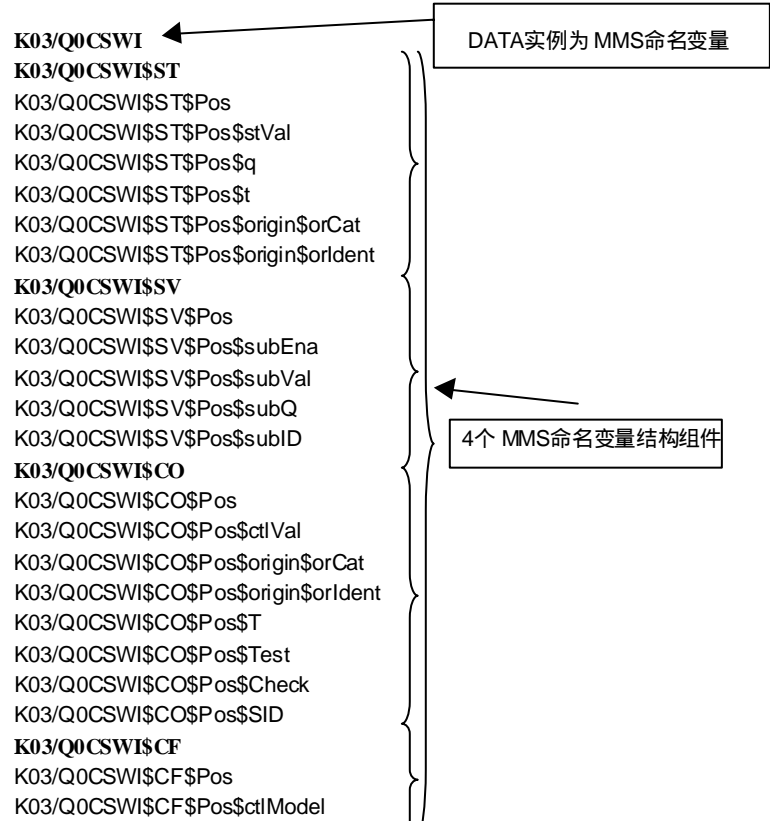 K03/Q0CSWI
DATA实例为 MMS命名变量
K03/Q0CSWI$ST
K03/Q0CSWI$ST$Pos
K03/Q0CSWI$ST$Pos$stVal
K03/Q0CSWI$ST$Pos$q
K03/Q0CSWI$ST$Pos$t
K03/Q0CSWI$ST$Pos$origin$orCat
K03/Q0CSWI$ST$Pos$origin$orIdent
K03/Q0CSWI$SV
K03/Q0CSWI$SV$Pos
K03/Q0CSWI$SV$Pos$subEna
K03/Q0CSWI$SV$Pos$subVal
K03/Q0CSWI$SV$Pos$subQ
K03/Q0CSWI$SV$Pos$subID
4个 MMS命名变量结构组件
K03/Q0CSWI$CO
K03/Q0CSWI$CO$Pos
K03/Q0CSWI$CO$Pos$ctlVal
K03/Q0CSWI$CO$Pos$origin$orCat
K03/Q0CSWI$CO$Pos$origin$orIdent
K03/Q0CSWI$CO$Pos$T
K03/Q0CSWI$CO$Pos$Test
K03/Q0CSWI$CO$Pos$Check
K03/Q0CSWI$CO$Pos$SID
K03/Q0CSWI$CF
K03/Q0CSWI$CF$Pos
K03/Q0CSWI$CF$Pos$ctlModel